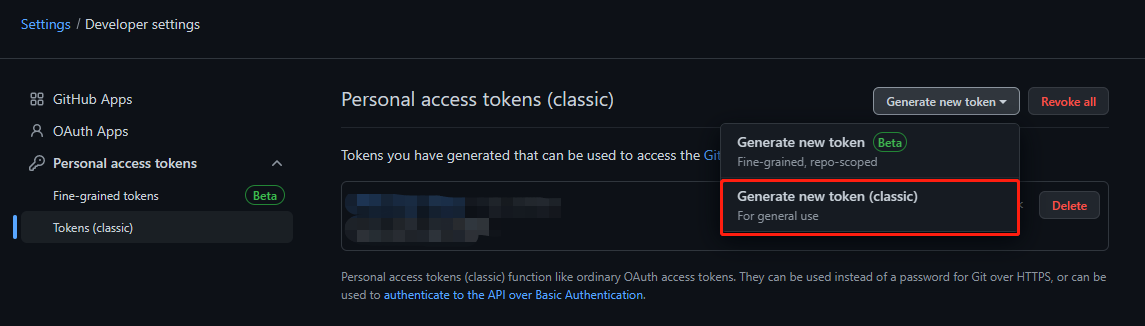 Settings / Developer settings
GitHub Apps
OAuth Apps
Personal access tokens
Fine-grained tokens Beta
Tokens (classic)
Personal access tokens (classic)
Generate new token
Revoke all
Generate new token Beta
Fine-grained, repo-scoped
Generate new token (classic)
For general use
Tokens you have generated that can be used to access the
Delete
Personal access tokens (classic) function like ordinary OAuth access tokens. They can be used instead of a password for Git over HTTPS, or can be
used to authenticate to the API over Basic Authentication.